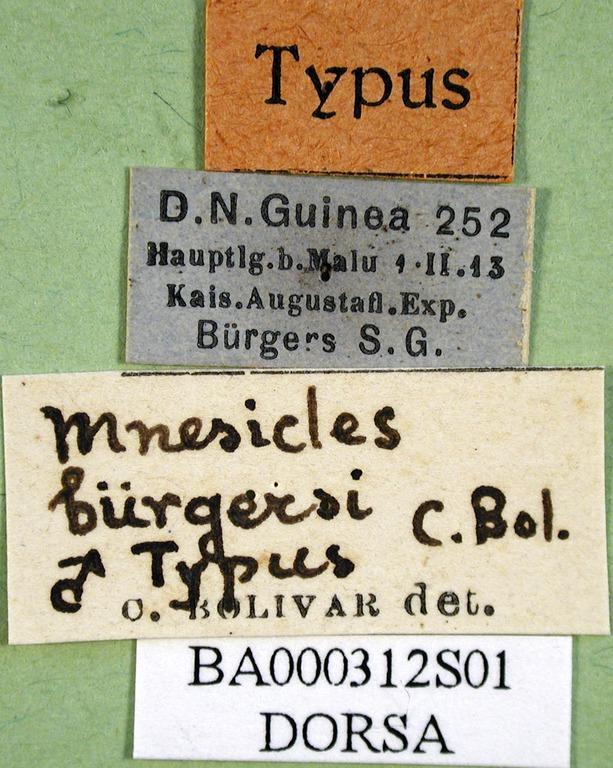 Typus
D.N.Guinea 252
Hauptlg.b.Malu 1·II.13
Kais.Augustafl.Exp.
Bürgers S.G.
Mnesicles
bürgersi C.Bol.
♂ Typus
C. BOLIVAR det.
BA000312S01
DORSA